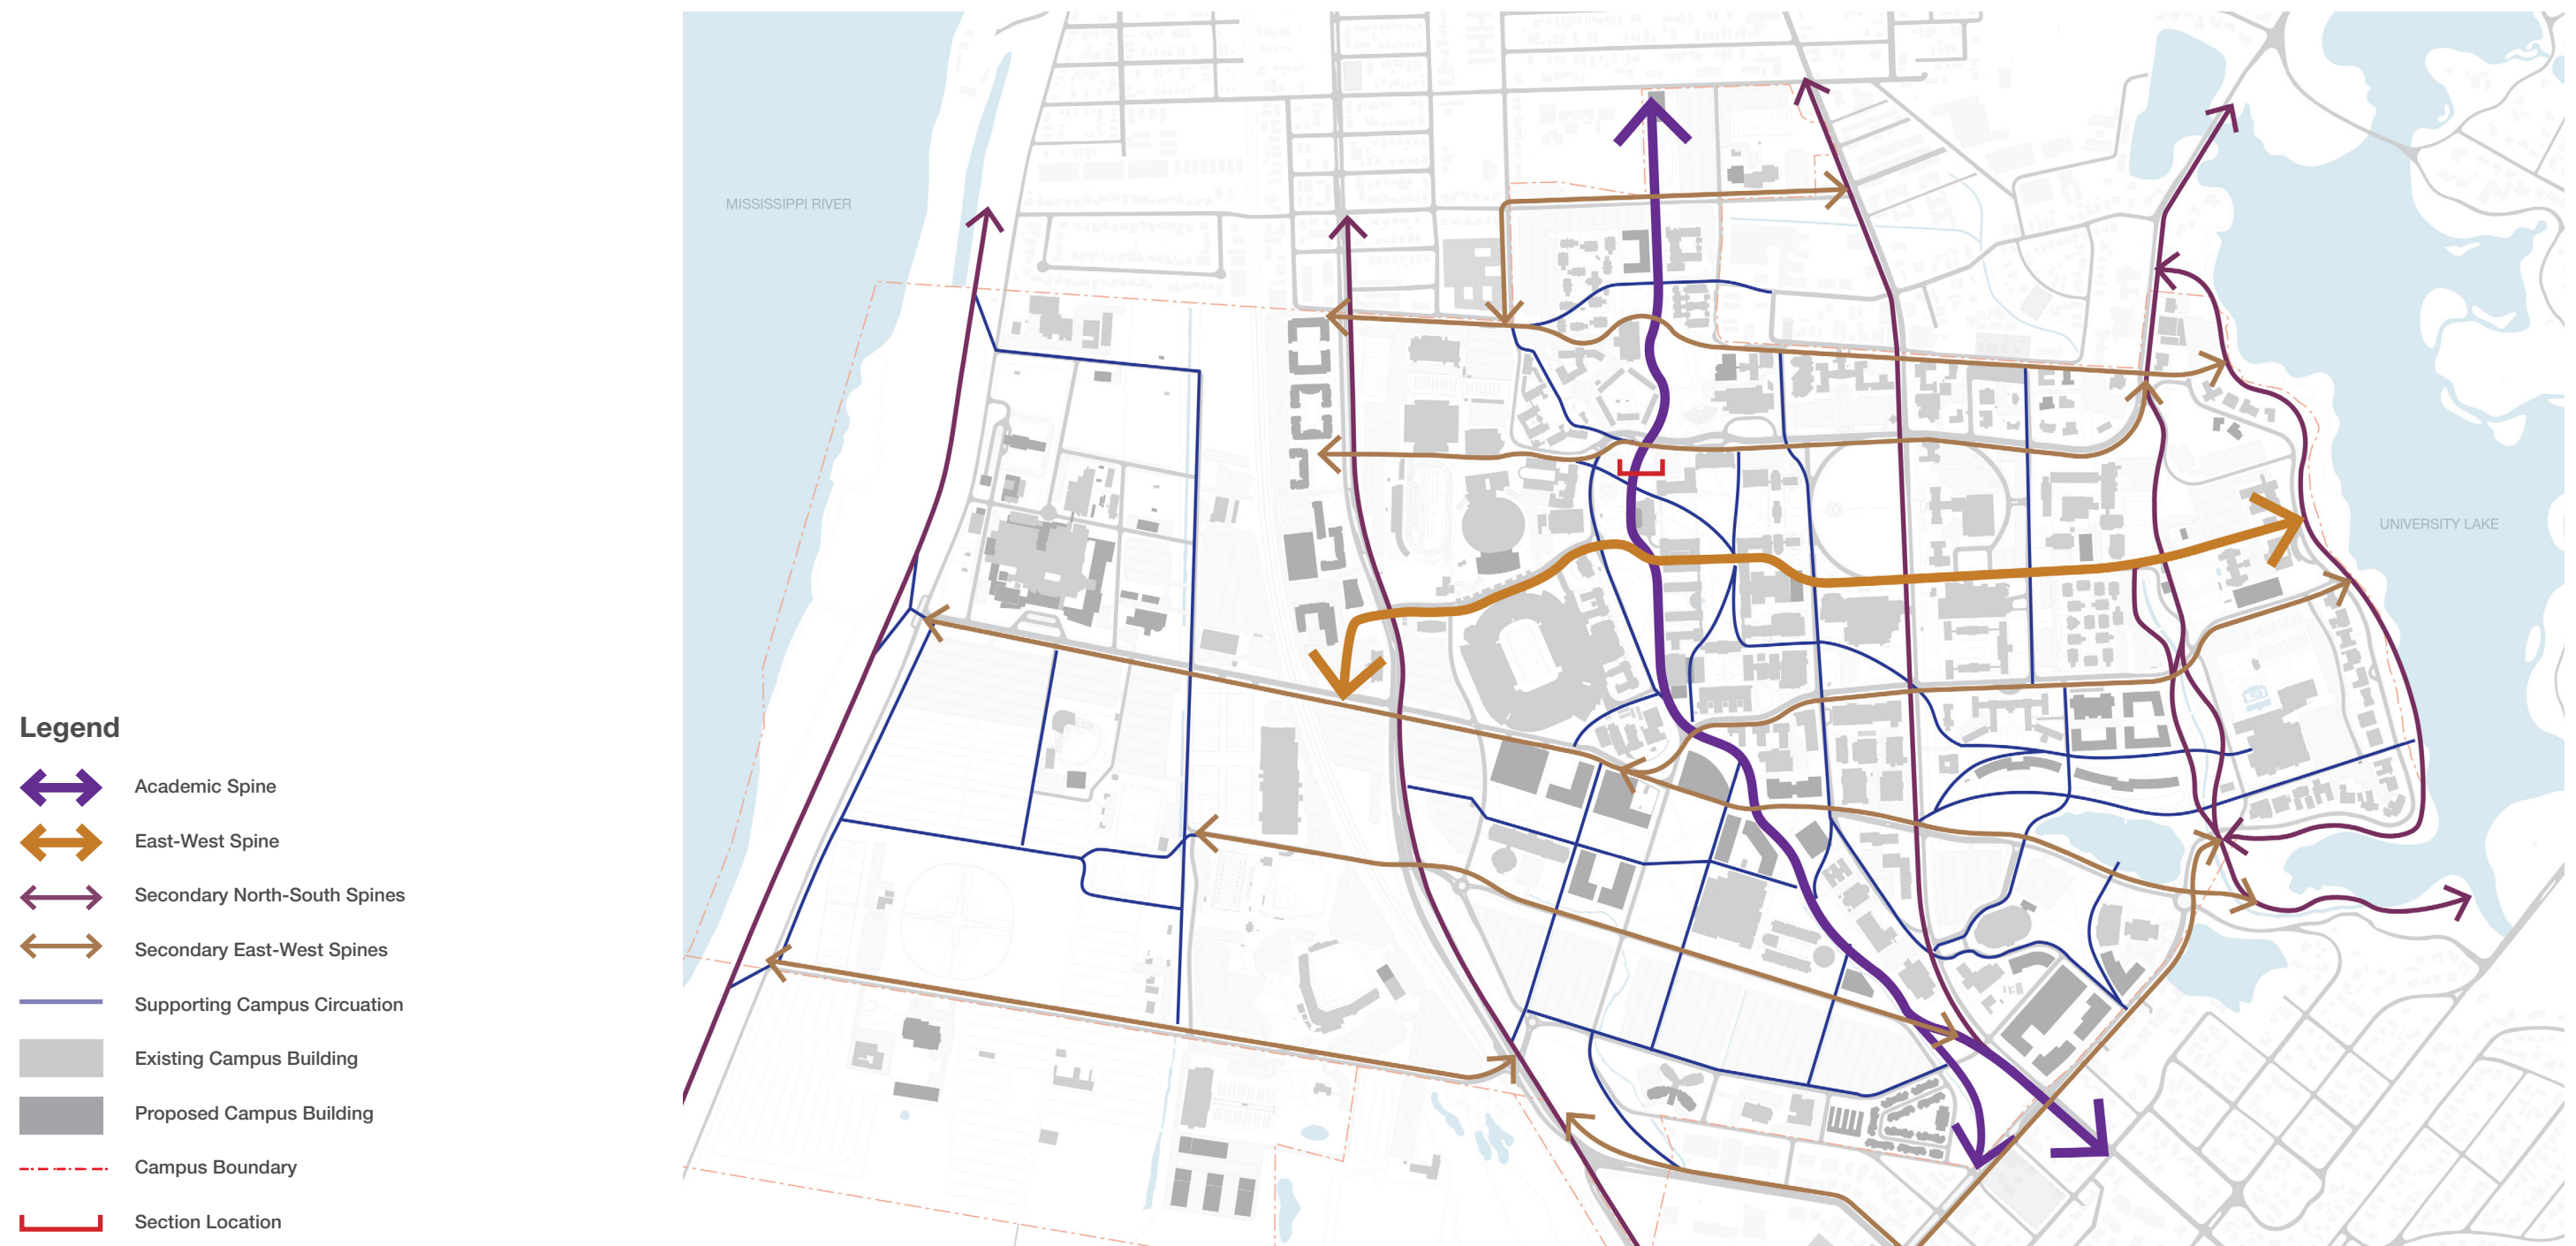 MISSISSIPPI RIVER
UNIVERSITY LAKE
Legend
Academic Spine
East-West Spine
Secondary North-South Spines
Secondary East-West Spines
Supporting Campus Circuation
Existing Campus Building
Proposed Campus Building
Campus Boundary
Section Location